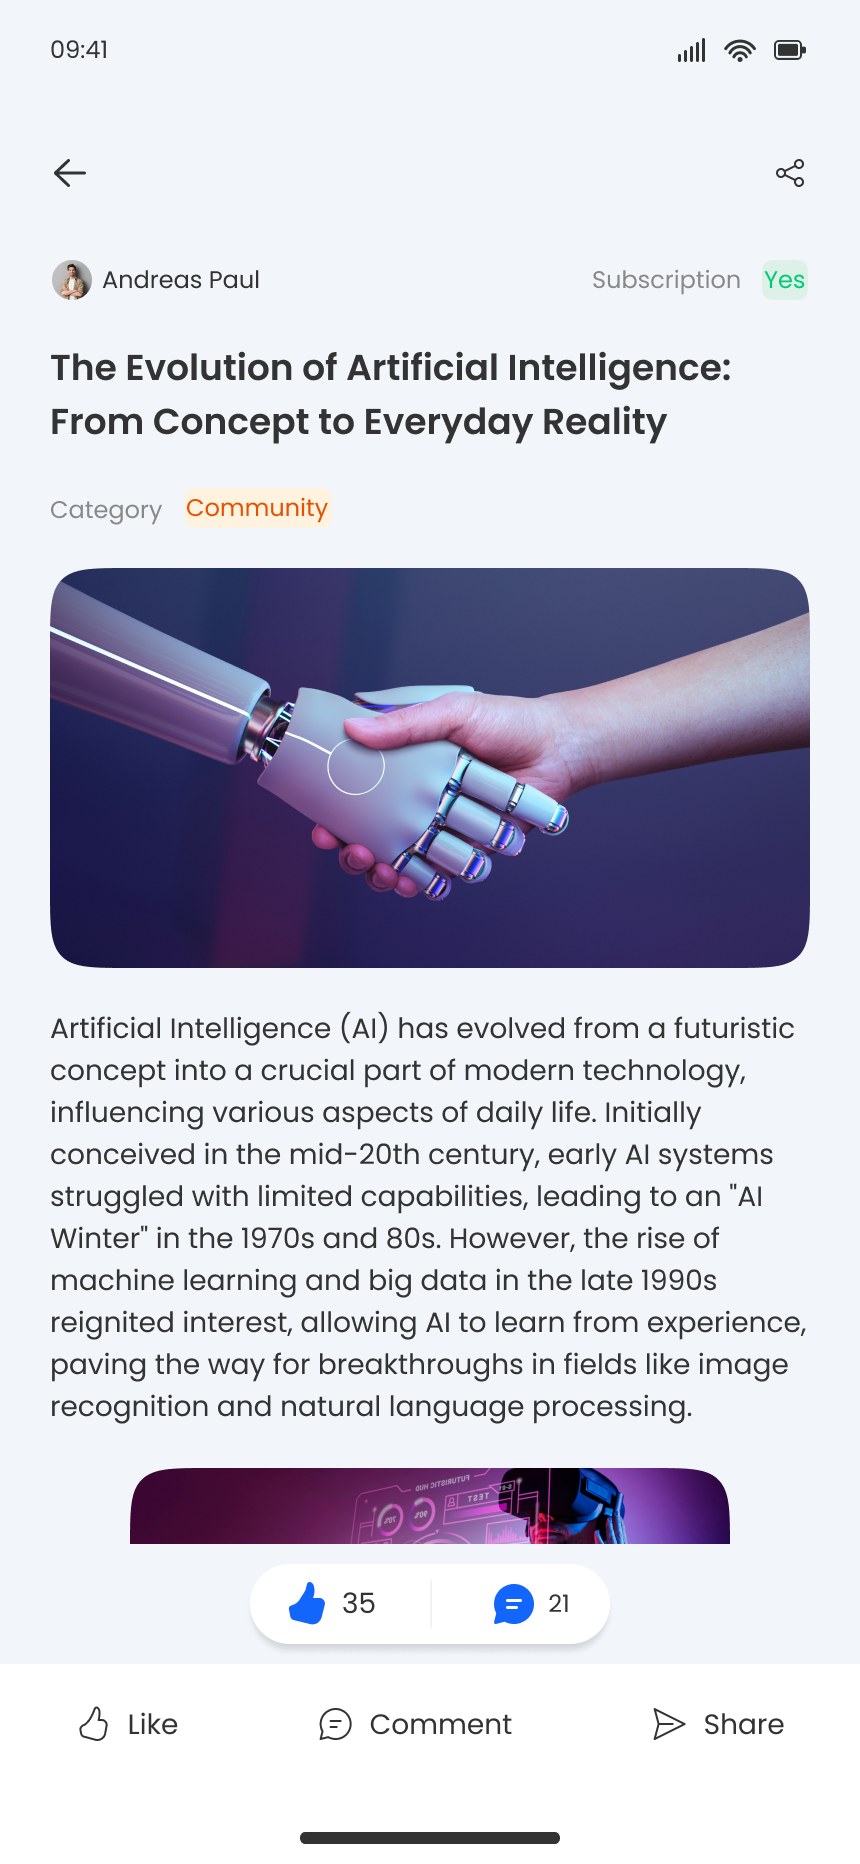 09:41
Andreas Paul
Subscription Yes
The Evolution of Artificial Intelligence:
From Concept to Everyday Reality
Category Community
Artificial Intelligence (AI) has evolved from a futuristic
concept into a crucial part of modern technology,
influencing various aspects of daily life. Initially
conceived in the mid-20th century, early AI systems
struggled with limited capabilities, leading to an "AI
Winter" in the 1970s and 80s. However, the rise of
machine learning and big data in the late 1990s
reignited interest, allowing AI to learn from experience,
paving the way for breakthroughs in fields like image
recognition and natural language processing.
FUTURISTIC HUD
TEST
70% 90%
35 21
Like Comment Share